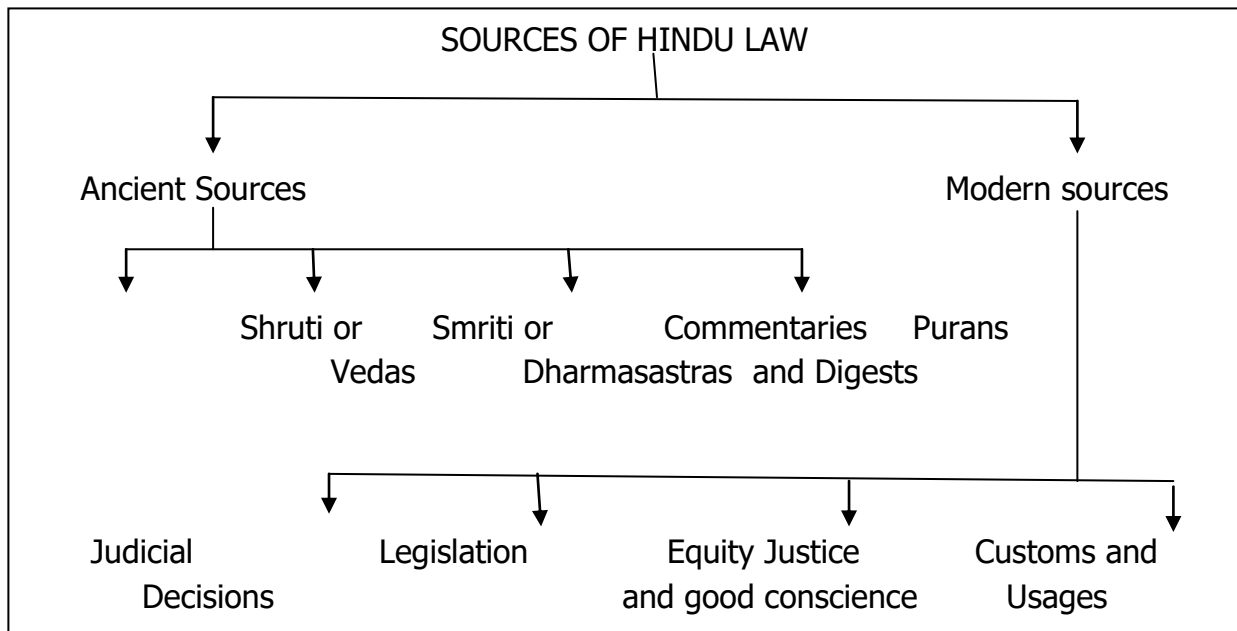 SOURCES OF HINDU LAW
Ancient Sources Modern sources
Shruti or Smriti or Commentaries Purans
Vedas Dharmasastras and Digests
Judicial Legislation Equity Justice Customs and
Decisions and good conscience Usages